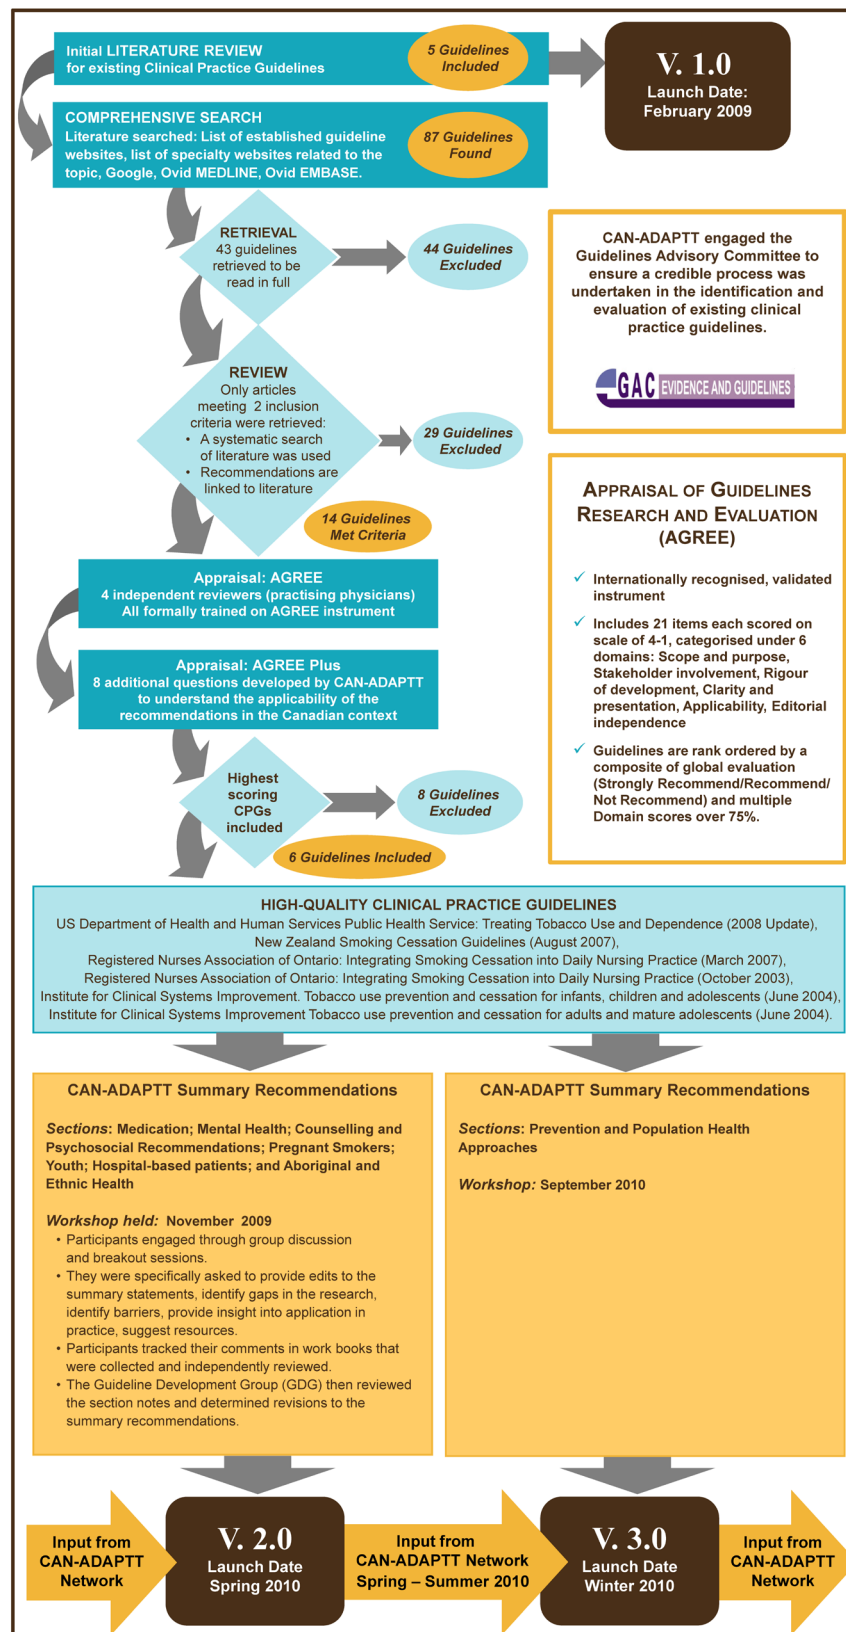 Initial LITERATURE REVIEW
for existing Clinical Practice Guidelines
5 Guidelines
Included
V. 1.0
Launch Date:
February 2009
COMPREHENSIVE SEARCH
Literature searched: List of established guideline
websites, list of specialty websites related to the
topic, Google, Ovid MEDLINE, Ovid EMBASE.
87 Guidelines
Found
RETRIEVAL
43 guidelines
retrieved to be
read in full
44 Guidelines
Excluded
CAN-ADAPTT engaged the
Guidelines Advisory Committee to
ensure a credible process was
undertaken in the identification and
evaluation of existing clinical
practice guidelines.
GAC EVIDENCE AND GUIDELINES
REVIEW
Only articles
meeting 2 inclusion
criteria were retrieved:
• A systematic search
of literature was used
• Recommendations are
linked to literature
29 Guidelines
Excluded
14 Guidelines
Met Criteria
APPRAISAL OF GUIDELINES
RESEARCH AND EVALUATION
(AGREE)
✓ Internationally recognised, validated
instrument
✓ Includes 21 items each scored on
scale of 4-1, categorised under 6
domains: Scope and purpose,
Stakeholder involvement, Rigour
of development, Clarity and
presentation, Applicability, Editorial
independence
✓ Guidelines are rank ordered by a
composite of global evaluation
(Strongly Recommend/Recommend/
Not Recommend) and multiple
Domain scores over 75%.
Appraisal: AGREE
4 independent reviewers (practising physicians)
All formally trained on AGREE instrument
Appraisal: AGREE Plus
8 additional questions developed by CAN-ADAPTT
to understand the applicability of the
recommendations in the Canadian context
Highest
scoring
CPGs
included
8 Guidelines
Excluded
6 Guidelines Included
HIGH-QUALITY CLINICAL PRACTICE GUIDELINES
US Department of Health and Human Services Public Health Service: Treating Tobacco Use and Dependence (2008 Update),
New Zealand Smoking Cessation Guidelines (August 2007),
Registered Nurses Association of Ontario: Integrating Smoking Cessation into Daily Nursing Practice (March 2007),
Registered Nurses Association of Ontario: Integrating Smoking Cessation into Daily Nursing Practice (October 2003),
Institute for Clinical Systems Improvement. Tobacco use prevention and cessation for infants, children and adolescents (June 2004),
Institute for Clinical Systems Improvement Tobacco use prevention and cessation for adults and mature adolescents (June 2004).
CAN-ADAPTT Summary Recommendations
Sections: Medication; Mental Health; Counselling and
Psychosocial Recommendations; Pregnant Smokers;
Youth; Hospital-based patients; and Aboriginal and
Ethnic Health
Workshop held: November 2009
• Participants engaged through group discussion
and breakout sessions.
• They were specifically asked to provide edits to the
summary statements, identify gaps in the research,
identify barriers, provide insight into application in
practice, suggest resources.
• Participants tracked their comments in work books that
were collected and independently reviewed.
• The Guideline Development Group (GDG) then reviewed
the section notes and determined revisions to the
summary recommendations.
CAN-ADAPTT Summary Recommendations
Sections: Prevention and Population Health
Approaches
Workshop: September 2010
Input from
CAN-ADAPTT
Network
V. 2.0
Launch Date
Spring 2010
Input from
CAN-ADAPTT Network
Spring – Summer 2010
V. 3.0
Launch Date
Winter 2010
Input from
CAN-ADAPTT
Network